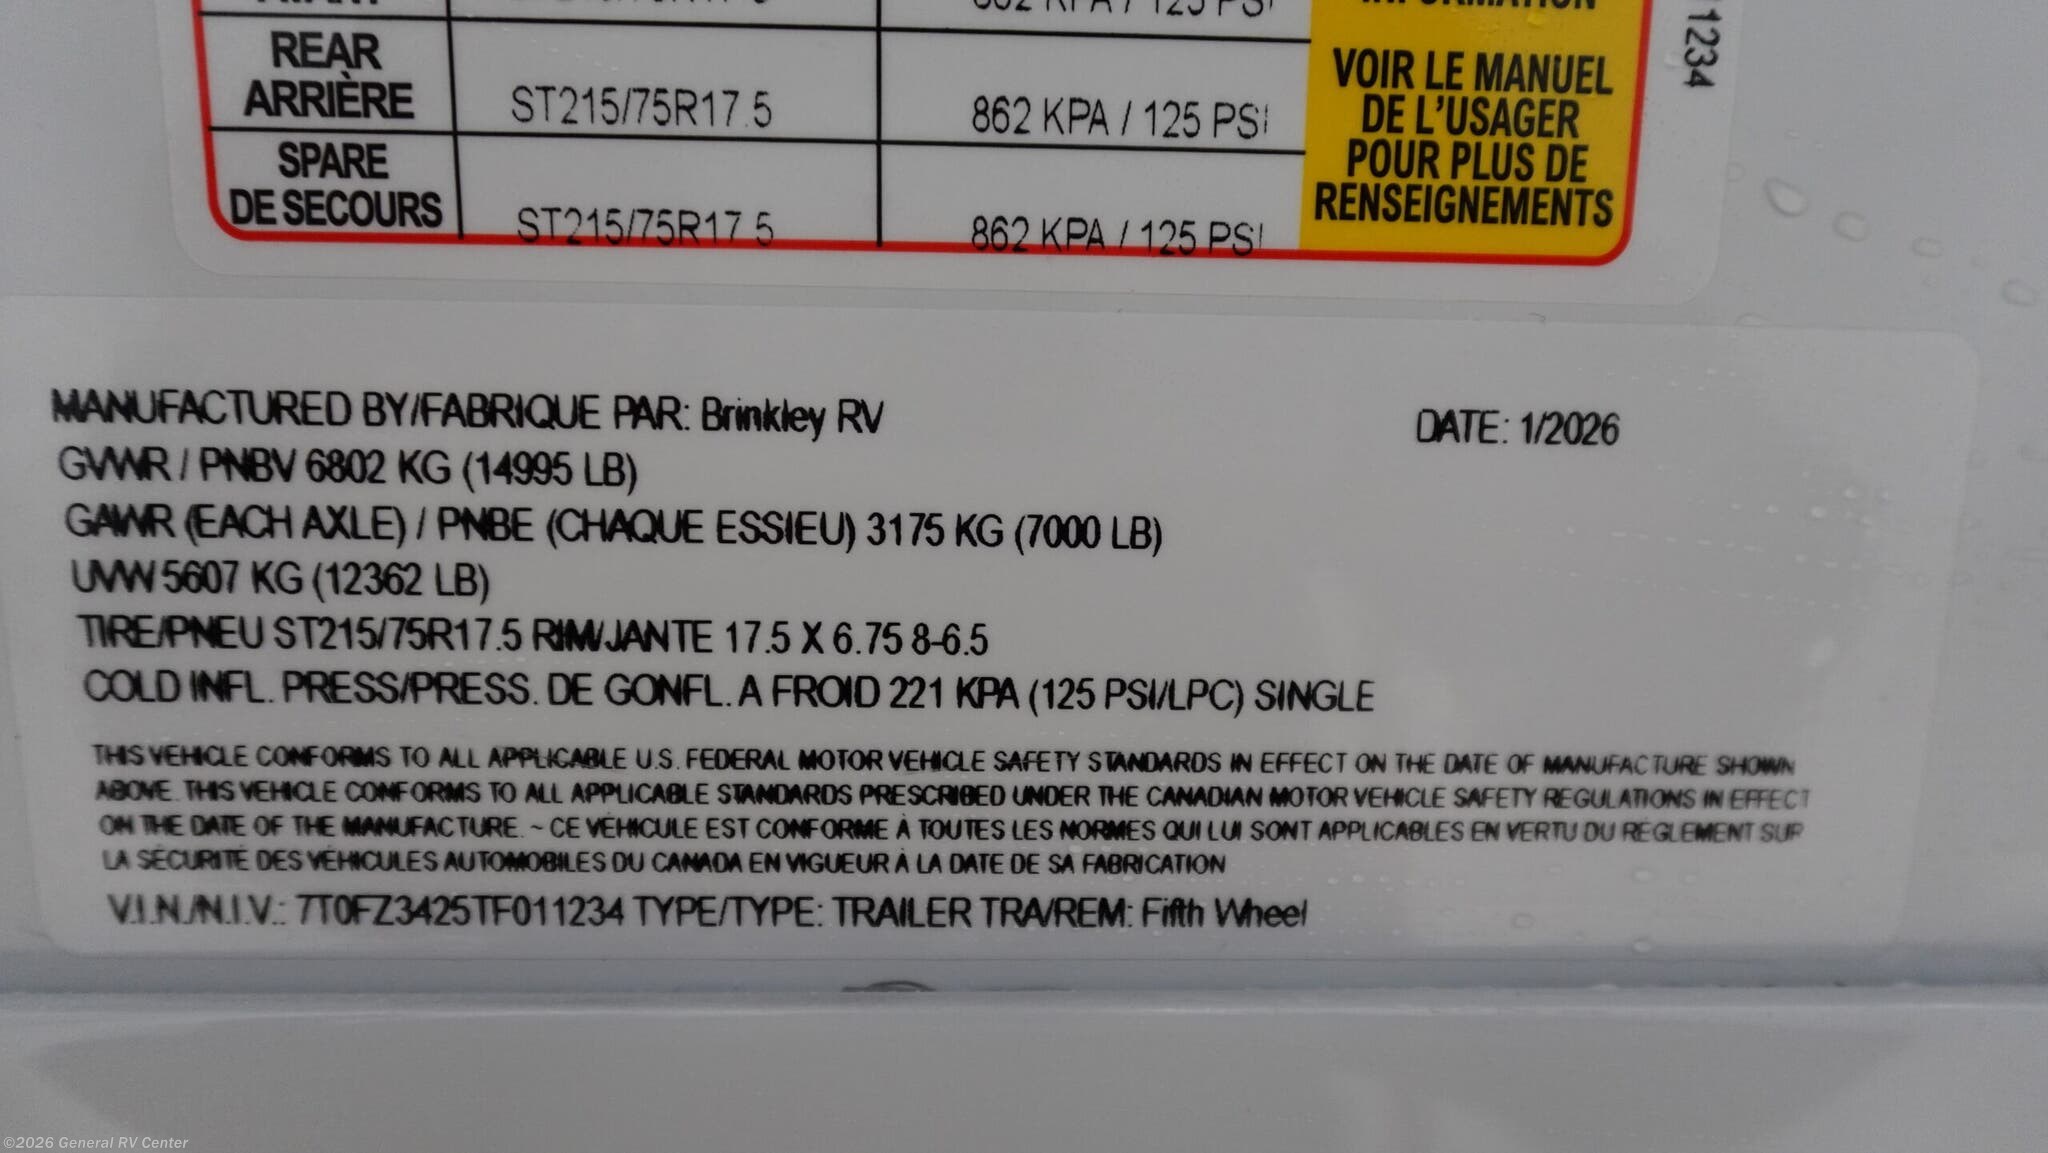 862 KPA / 125 PSI
INFORMATION
REAR
ARRIÈRE
ST215/75R17.5
862 KPA / 125 PSI
SPARE
DE SECOURS
ST215/75R17.5
862 KPA / 125 PSI
VOIR LE MANUEL
DE L'USAGER
POUR PLUS DE
RENSEIGNEMENTS
11234
MANUFACTURED BY/FABRIQUE PAR: Brinkley RV
DATE: 1/2026
GVWR / PNBV 6802 KG (14995 LB)
GAWR (EACH AXLE) / PNBE (CHAQUE ESSIEU) 3175 KG (7000 LB)
UVW 5607 KG (12362 LB)
TIRE/PNEU ST215/75R17.5 RIM/JANTE 17.5 X 6.75 8-6.5
COLD INFL. PRESS/PRESS. DE GONFL. A FROID 221 KPA (125 PSI/LPC) SINGLE
THIS VEHICLE CONFORMS TO ALL APPLICABLE U.S. FEDERAL MOTOR VEHICLE SAFETY STANDARDS IN EFFECT ON THE DATE OF MANUFACTURE SHOWN
ABOVE. THIS VEHICLE CONFORMS TO ALL APPLICABLE STANDARDS PRESCRIBED UNDER THE CANADIAN MOTOR VEHICLE SAFETY REGULATIONS IN EFFECT
ON THE DATE OF THE MANUFACTURE. ~ CE VÉHICULE EST CONFORME À TOUTES LES NORMES QUI LUI SONT APPLICABLES EN VERTU DU RÈGLEMENT SUR
LA SÉCURITÉ DES VÉHICULES AUTOMOBILES DU CANADA EN VIGUEUR À LA DATE DE SA FABRICATION
V.I.N./N.I.V.: 7T0FZ3425TF011234 TYPE/TYPE: TRAILER TRA/REM: Fifth Wheel
©2026 General RV Center